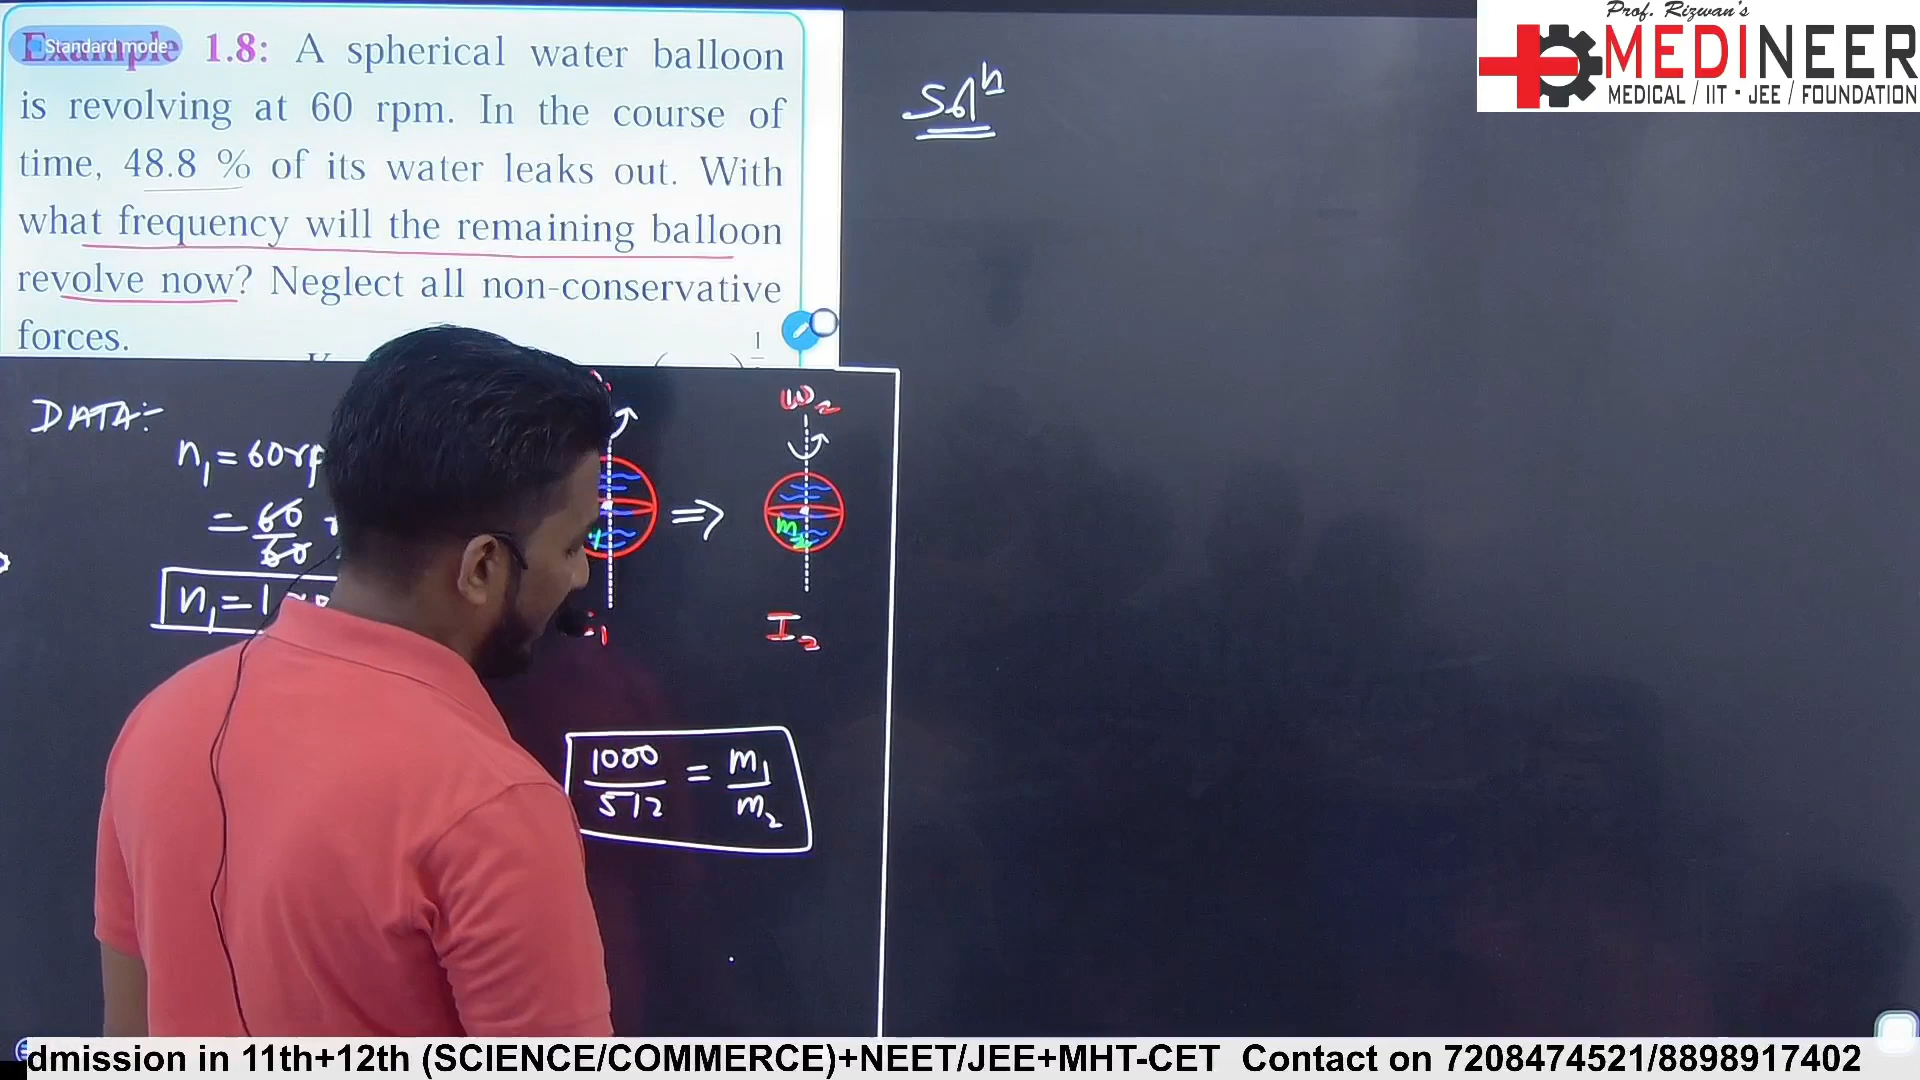 Standard mode
Example 1.8: A spherical water balloon
is revolving at 60 rpm. In the course of
time, 48.8 % of its water leaks out. With
what frequency will the remaining balloon
revolve now? Neglect all non-conservative
forces.
Solⁿ
Prof. Rizwan's
MEDINEER
MEDICAL / IIT - JEE / FOUNDATION
DATA:-
n₁ = 60rp
= 60/60
n₁ = 1
ω₂
m₂
I₂
1000/512 = m₁/m₂
dmission in 11th+12th (SCIENCE/COMMERCE)+NEET/JEE+MHT-CET Contact on 7208474521/8898917402